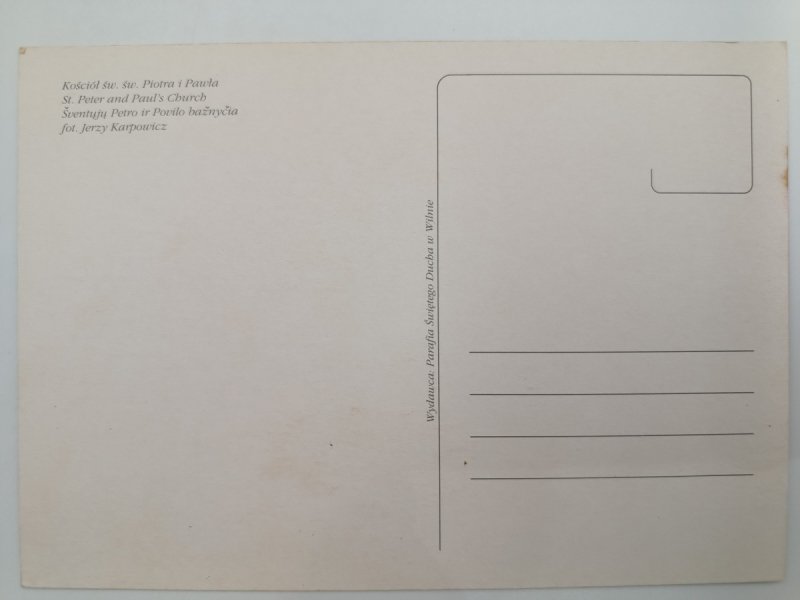 Kościół św. św. Piotra i Pawła
St. Peter and Paul's Church
Šventųjų Petro ir Povilo bažnyčia
fot. Jerzy Karpowicz
Wydawca: Parafia Świętego Ducha w Wilnie